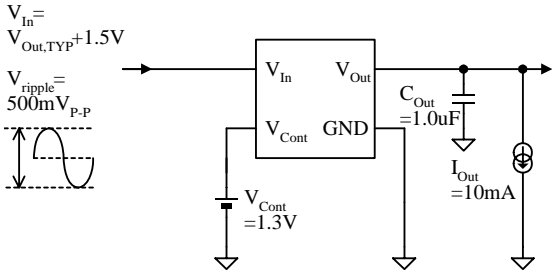 V_In=
V_Out,TYP+1.5V
V_ripple=
500mV_P-P
V_In
V_Out
V_Cont
GND
C_Out
=1.0uF
V_Cont
=1.3V
I_Out
=10mA